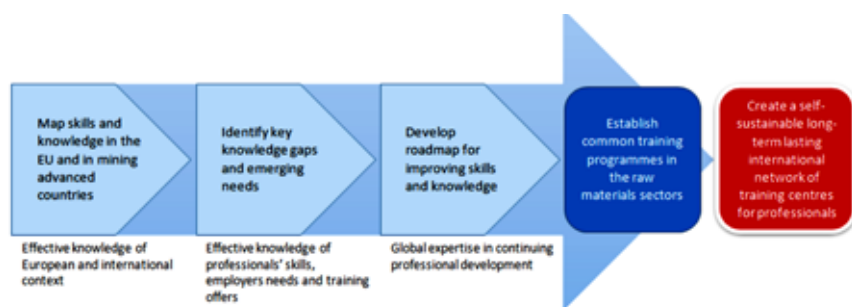 Map skills and
knowledge in the
EU and in mining
advanced
countries
Identify key
knowledge gaps
and emerging
needs
Develop
roadmap for
improving skills
and knowledge
Establish
common training
programmes in
the raw
materials sectors
Create a self-
sustainable long-
term lasting
international
network of
training centres
for professionals
Effective knowledge of
European and international
context
Effective knowledge of
professionals' skills,
employers needs and training
offers
Global expertise in continuing
professional development